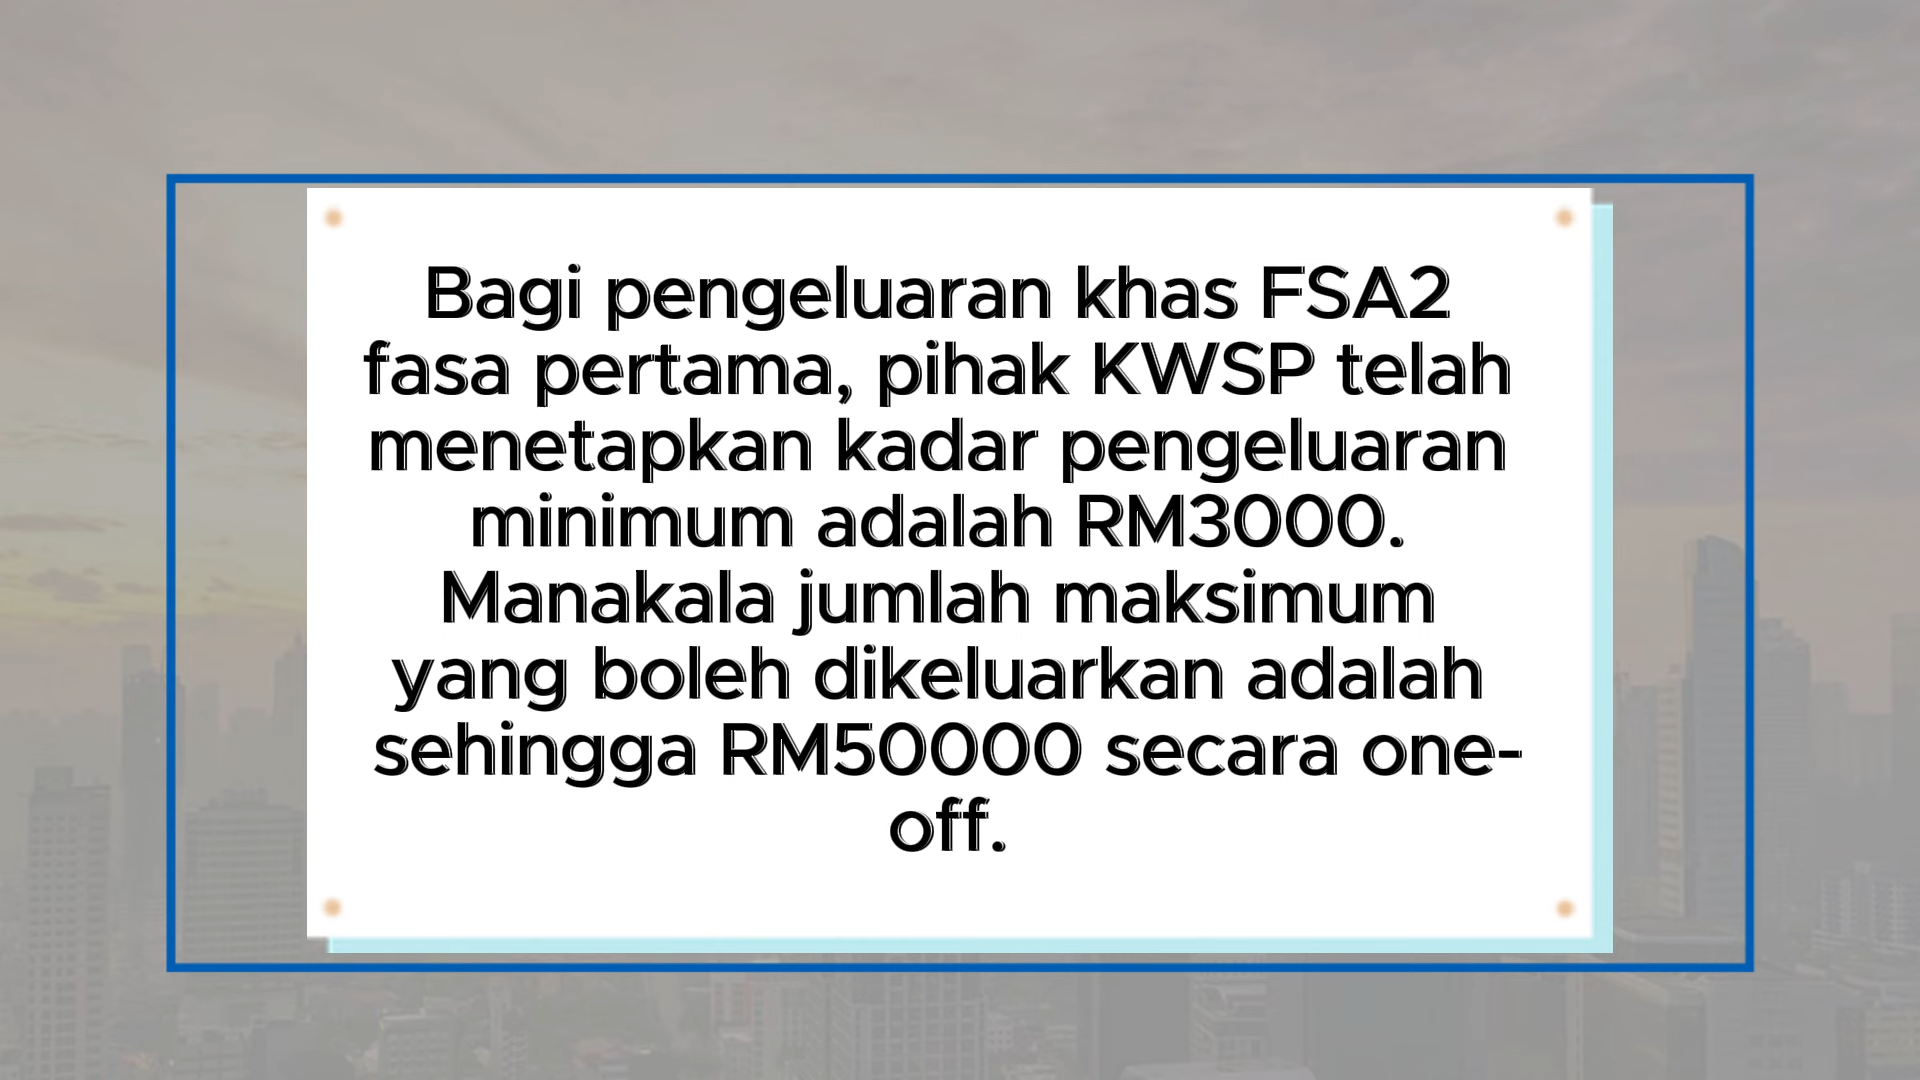 Bagi pengeluaran khas FSA2
fasa pertama, pihak KWSP telah
menetapkan kadar pengeluaran
minimum adalah RM3000.
Manakala jumlah maksimum
yang boleh dikeluarkan adalah
sehingga RM50000 secara one-
off.